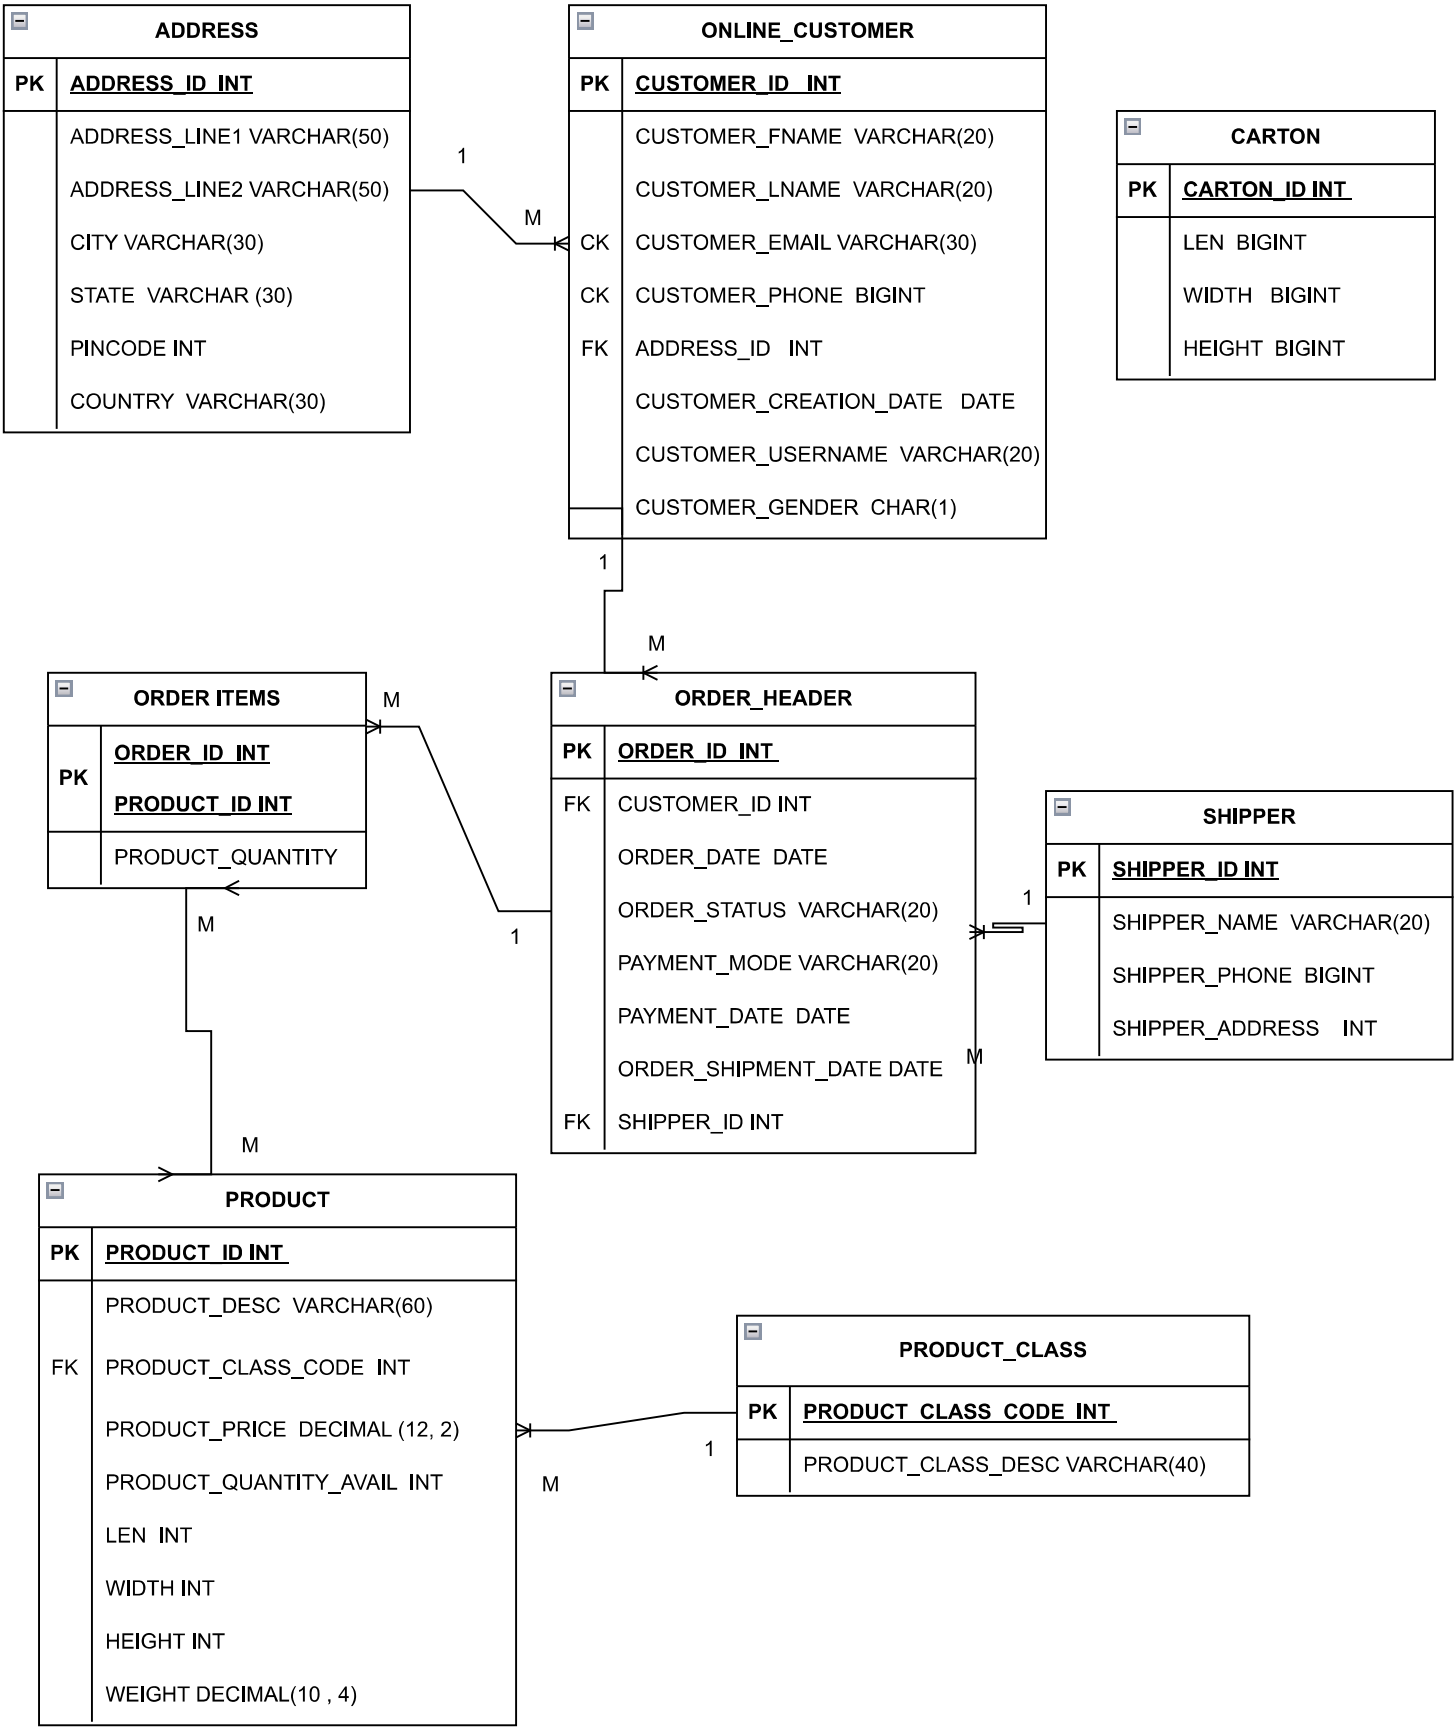 ADDRESS
PK ADDRESS_ID INT
ADDRESS_LINE1 VARCHAR(50)
ADDRESS_LINE2 VARCHAR(50)
CITY VARCHAR(30)
STATE VARCHAR (30)
PINCODE INT
COUNTRY VARCHAR(30)
1
M
ONLINE_CUSTOMER
PK CUSTOMER_ID INT
CUSTOMER_FNAME VARCHAR(20)
CUSTOMER_LNAME VARCHAR(20)
CK CUSTOMER_EMAIL VARCHAR(30)
CK CUSTOMER_PHONE BIGINT
FK ADDRESS_ID INT
CUSTOMER_CREATION_DATE DATE
CUSTOMER_USERNAME VARCHAR(20)
CUSTOMER_GENDER CHAR(1)
CARTON
PK CARTON_ID INT
LEN BIGINT
WIDTH BIGINT
HEIGHT BIGINT
1
M
ORDER ITEMS
PK
ORDER_ID INT
PRODUCT_ID INT
PRODUCT_QUANTITY
M
1
ORDER_HEADER
PK ORDER_ID INT
FK CUSTOMER_ID INT
ORDER_DATE DATE
ORDER_STATUS VARCHAR(20)
PAYMENT_MODE VARCHAR(20)
PAYMENT_DATE DATE
ORDER_SHIPMENT_DATE DATE
FK SHIPPER_ID INT
1
M
SHIPPER
PK SHIPPER_ID INT
SHIPPER_NAME VARCHAR(20)
SHIPPER_PHONE BIGINT
SHIPPER_ADDRESS INT
M
M
PRODUCT
PK PRODUCT_ID INT
PRODUCT_DESC VARCHAR(60)
FK PRODUCT_CLASS_CODE INT
PRODUCT_PRICE DECIMAL (12, 2)
PRODUCT_QUANTITY_AVAIL INT
LEN INT
WIDTH INT
HEIGHT INT
WEIGHT DECIMAL(10 , 4)
1
M
PRODUCT_CLASS
PK PRODUCT_CLASS_CODE INT
PRODUCT_CLASS_DESC VARCHAR(40)